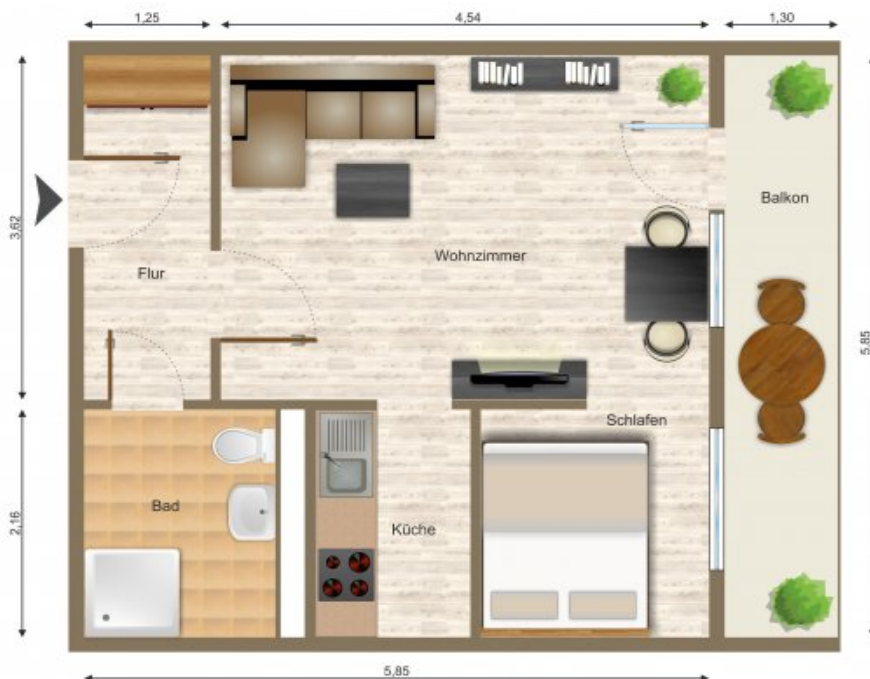 1,25
4,54
1,30
3,62
Balkon
Wohnzimmer
Flur
5,85
Schlafen
2,16
Bad
Küche
5,85